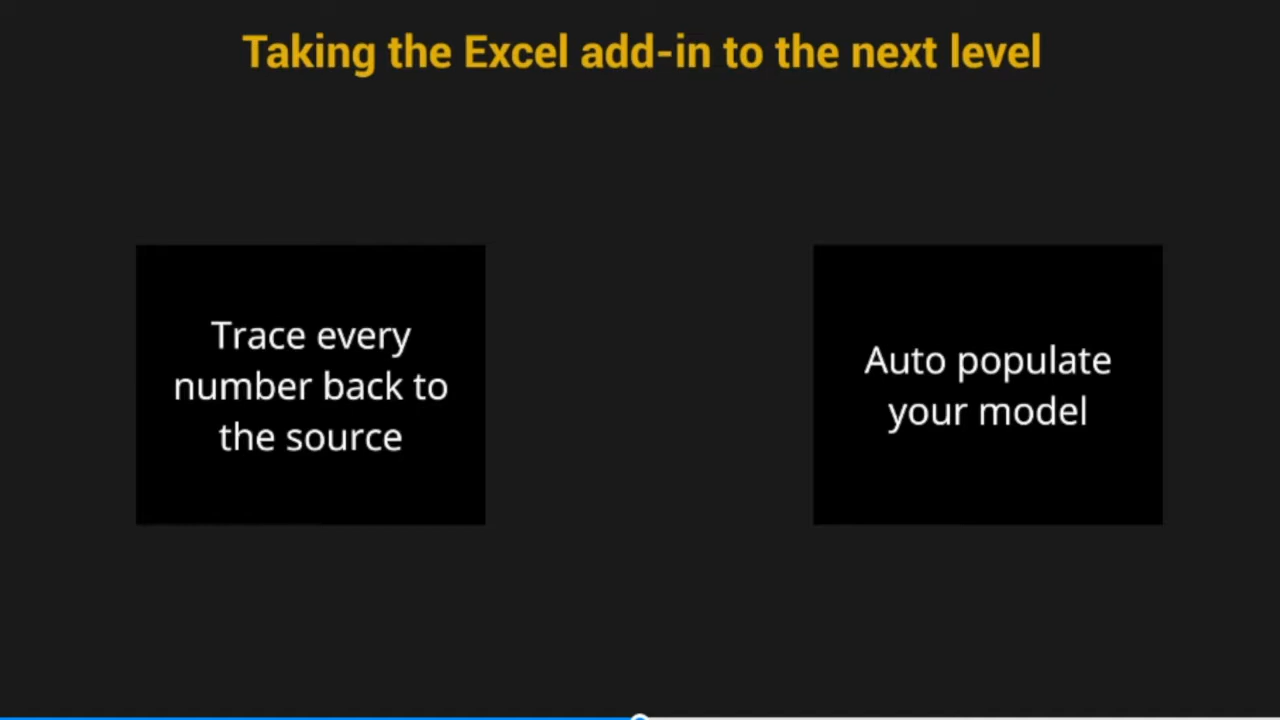 Taking the Excel add-in to the next level
Trace every
number back to
the source
Auto populate
your model